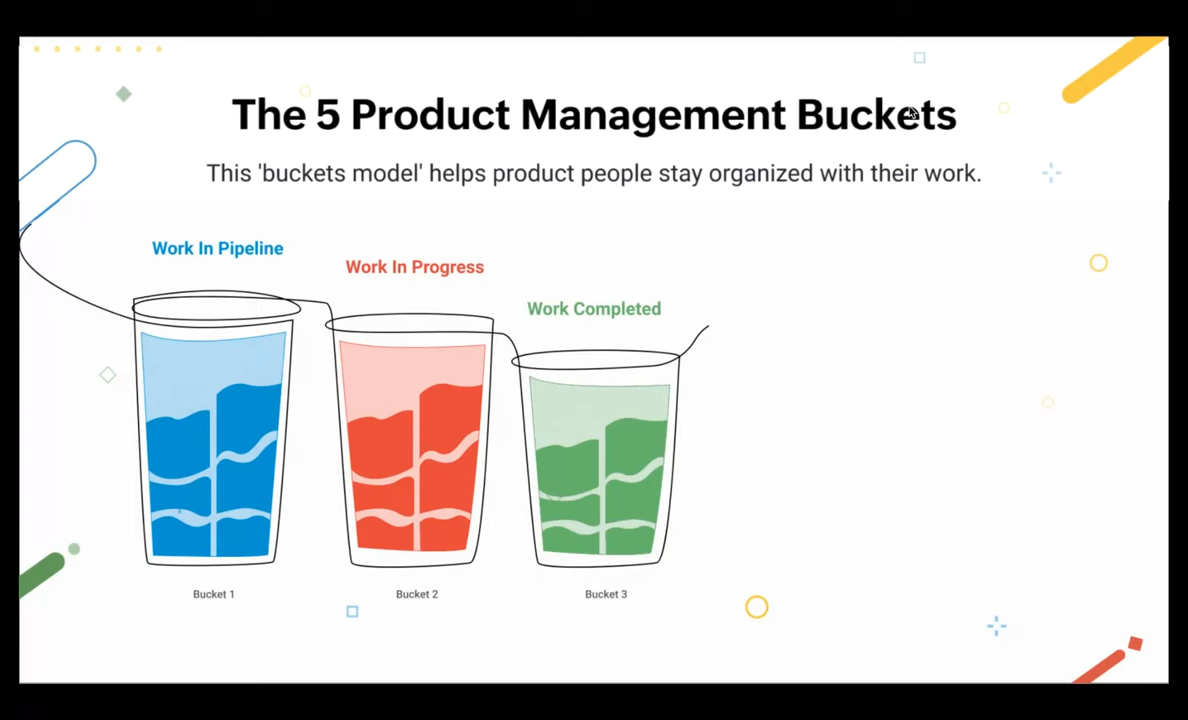 The 5 Product Management Buckets
This 'buckets model' helps product people stay organized with their work.
Work In Pipeline
Work In Progress
Work Completed
Bucket 1
Bucket 2
Bucket 3